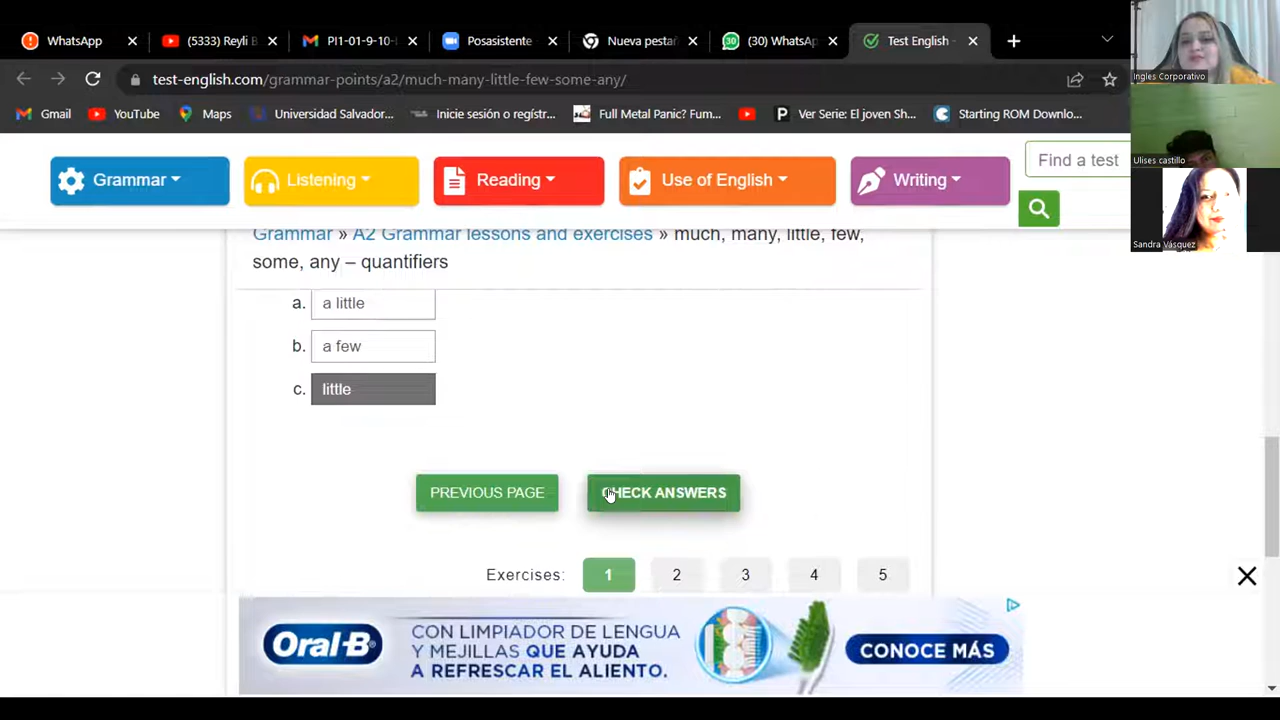 WhatsApp
(5333) Reyli B
PI1-01-9-10-
Posasistente
Nueva pestañ
(30) WhatsAp
Test English -
test-english.com/grammar-points/a2/much-many-little-few-some-any/
Gmail
YouTube
Maps
Universidad Salvador...
Inicie sesión o regístr...
Full Metal Panic? Fum...
Ver Serie: El joven Sh...
Starting ROM Downlo...
Ingles Corporativo
Ulises castillo
Sandra Vásquez
Grammar
Listening
Reading
Use of English
Writing
Find a test
Grammar » A2 Grammar lessons and exercises » much, many, little, few,
some, any – quantifiers
a. a little
b. a few
c. little
PREVIOUS PAGE
CHECK ANSWERS
Exercises: 1 2 3 4 5
Oral-B
CON LIMPIADOR DE LENGUA
Y MEJILLAS QUE AYUDA
A REFRESCAR EL ALIENTO.
CONOCE MÁS